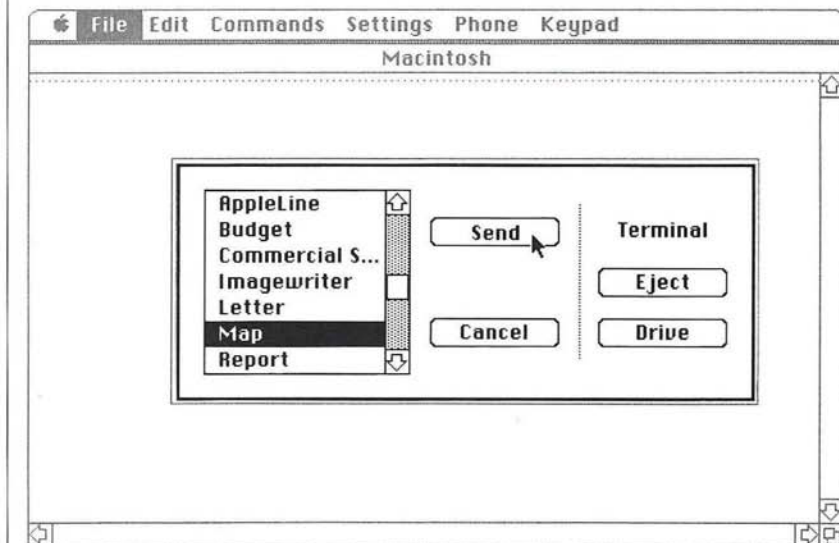 File Edit Commands Settings Phone Keypad
Macintosh
AppleLine
Budget
Commercial S...
Imagewriter
Letter
Map
Report
Send
Cancel
Terminal
Eject
Drive